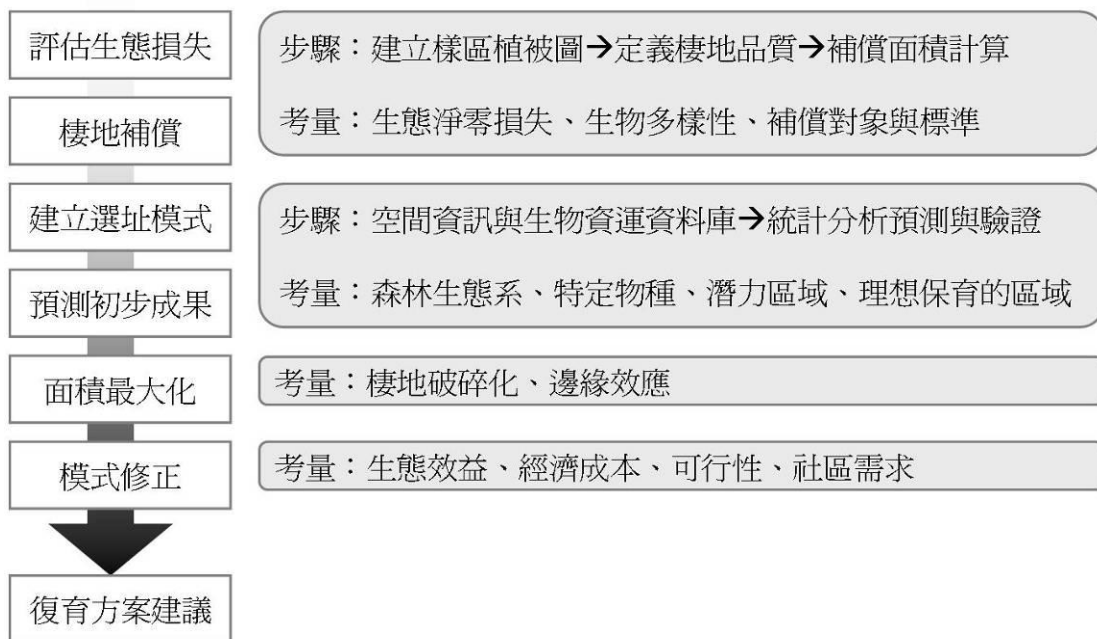 評估生態損失
步驟：建立樣區植被圖→定義棲地品質→補償面積計算
棲地補償
考量：生態淨零損失、生物多樣性、補償對象與標準
建立選址模式
步驟：空間資訊與生物資運資料庫→統計分析預測與驗證
預測初步成果
考量：森林生態系、特定物種、潛力區域、理想保育的區域
面積最大化
考量：棲地破碎化、邊緣效應
模式修正
考量：生態效益、經濟成本、可行性、社區需求
復育方案建議